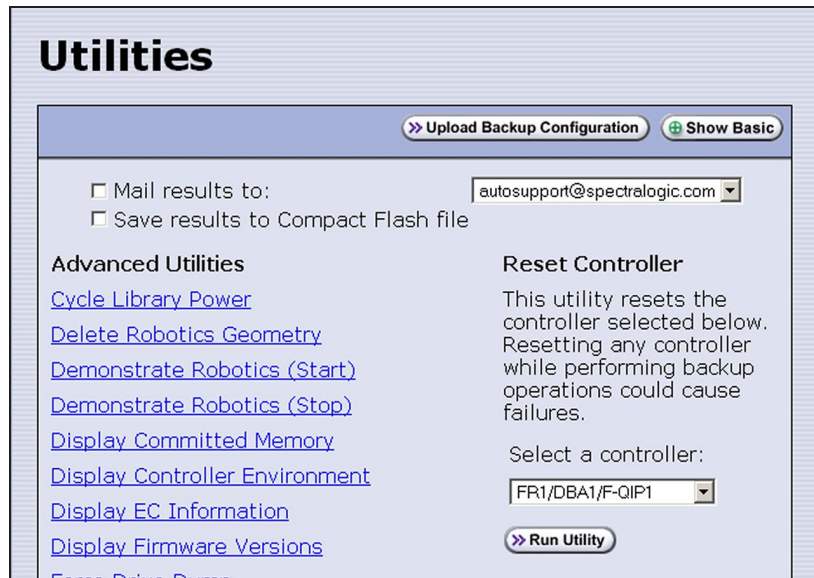 Utilities
Upload Backup Configuration
Show Basic
Mail results to:
autosupport@spectralogic.com
Save results to Compact Flash file
Advanced Utilities
Cycle Library Power
Delete Robotics Geometry
Demonstrate Robotics (Start)
Demonstrate Robotics (Stop)
Display Committed Memory
Display Controller Environment
Display EC Information
Display Firmware Versions
Reset Controller
This utility resets the
controller selected below.
Resetting any controller
while performing backup
operations could cause
failures.
Select a controller:
FR1/DBA1/F-QIP1
Run Utility